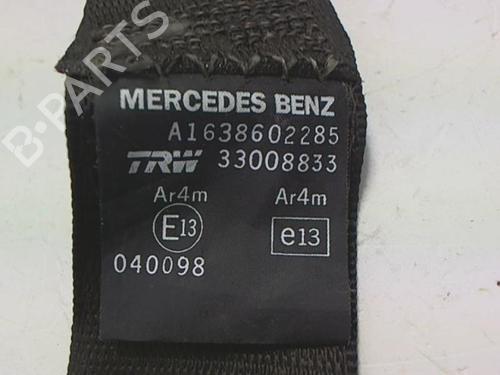 MERCEDES BENZ
A1638602285
TRW 33008833
Ar4m Ar4m
E13 e13
040098
B-PARTS